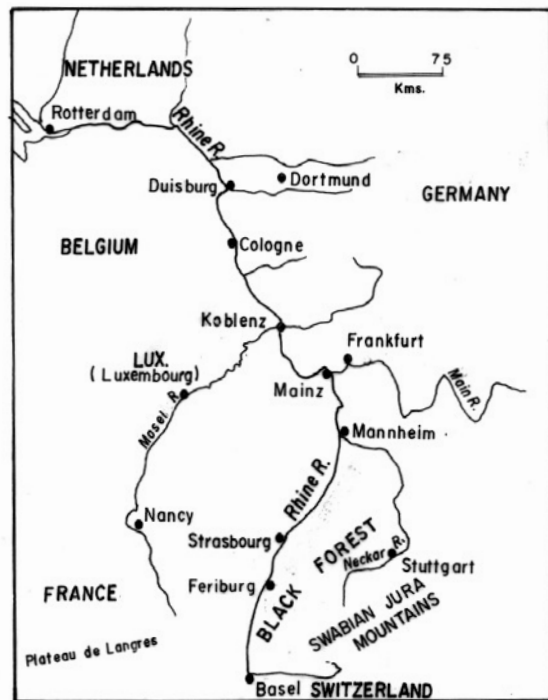 NETHERLANDS
0 75
Kms.
Rotterdam
Rhine R.
Duisburg
Dortmund
GERMANY
BELGIUM
Cologne
Koblenz
Frankfurt
LUX.
(Luxembourg)
Mainz
Main R.
Mosel R.
Mannheim
Rhine R.
Nancy
Strasbourg
FOREST
Neckar R.
Stuttgart
Feriburg
BLACK
FRANCE
SWABIAN JURA
MOUNTAINS
Plateau de Langres
Basel SWITZERLAND